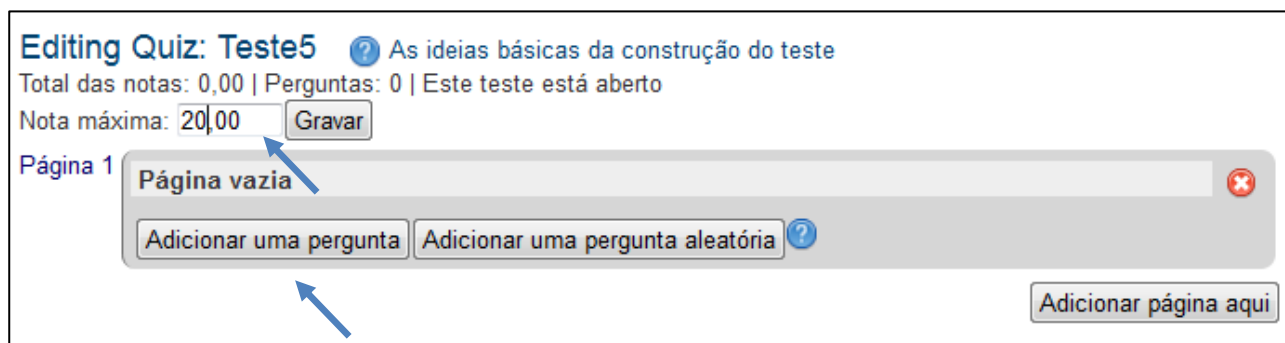 Editing Quiz: Teste5 As ideias básicas da construção do teste
Total das notas: 0,00 | Perguntas: 0 | Este teste está aberto
Nota máxima: 20,00 Gravar
Página 1
Página vazia
Adicionar uma pergunta Adicionar uma pergunta aleatória
Adicionar página aqui